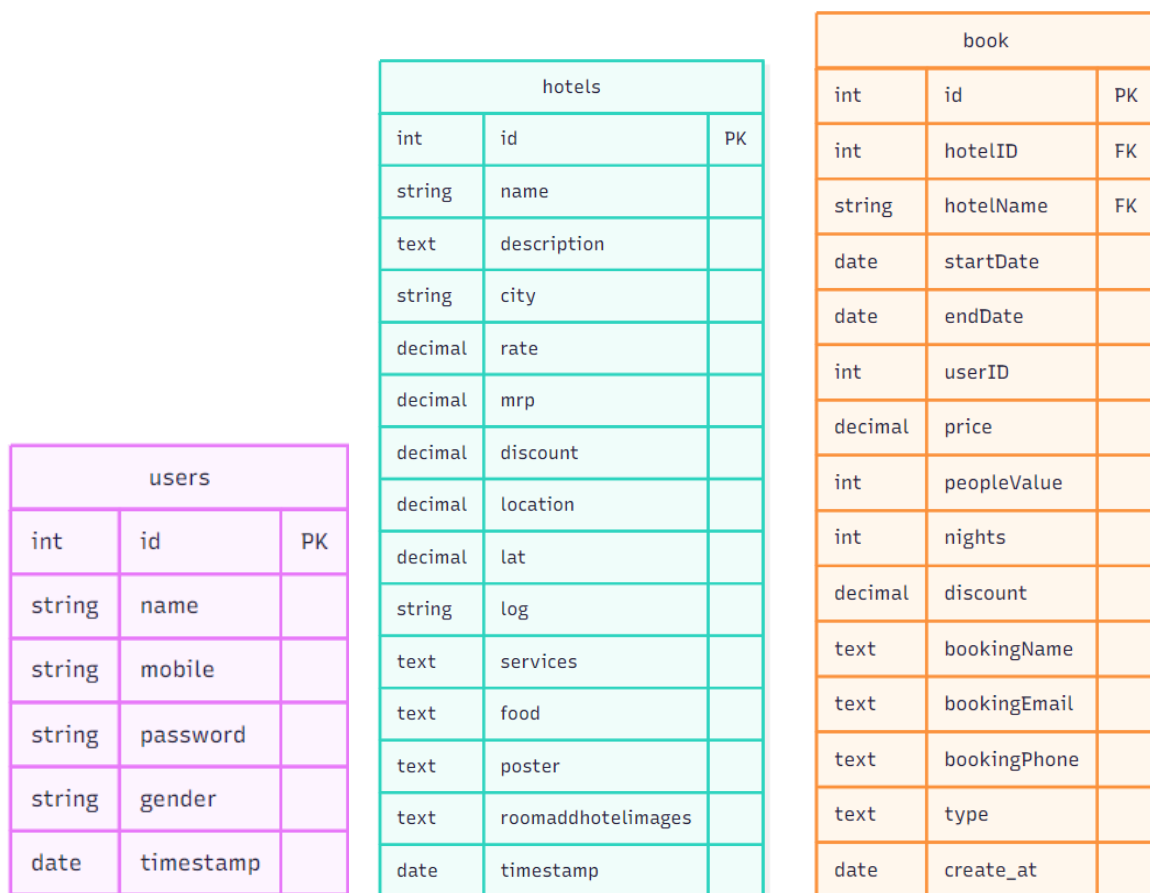 users
int id PK
string name
string mobile
string password
string gender
date timestamp
hotels
int id PK
string name
text description
string city
decimal rate
decimal mrp
decimal discount
decimal location
decimal lat
string log
text services
text food
text poster
text roomaddhotelimages
date timestamp
book
int id PK
int hotelID FK
string hotelName FK
date startDate
date endDate
int userID
decimal price
int peopleValue
int nights
decimal discount
text bookingName
text bookingEmail
text bookingPhone
text type
date create_at